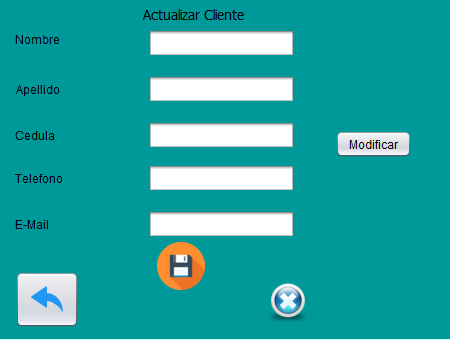 Actualizar Cliente
Nombre
Apellido
Cedula
Modificar
Telefono
E-Mail